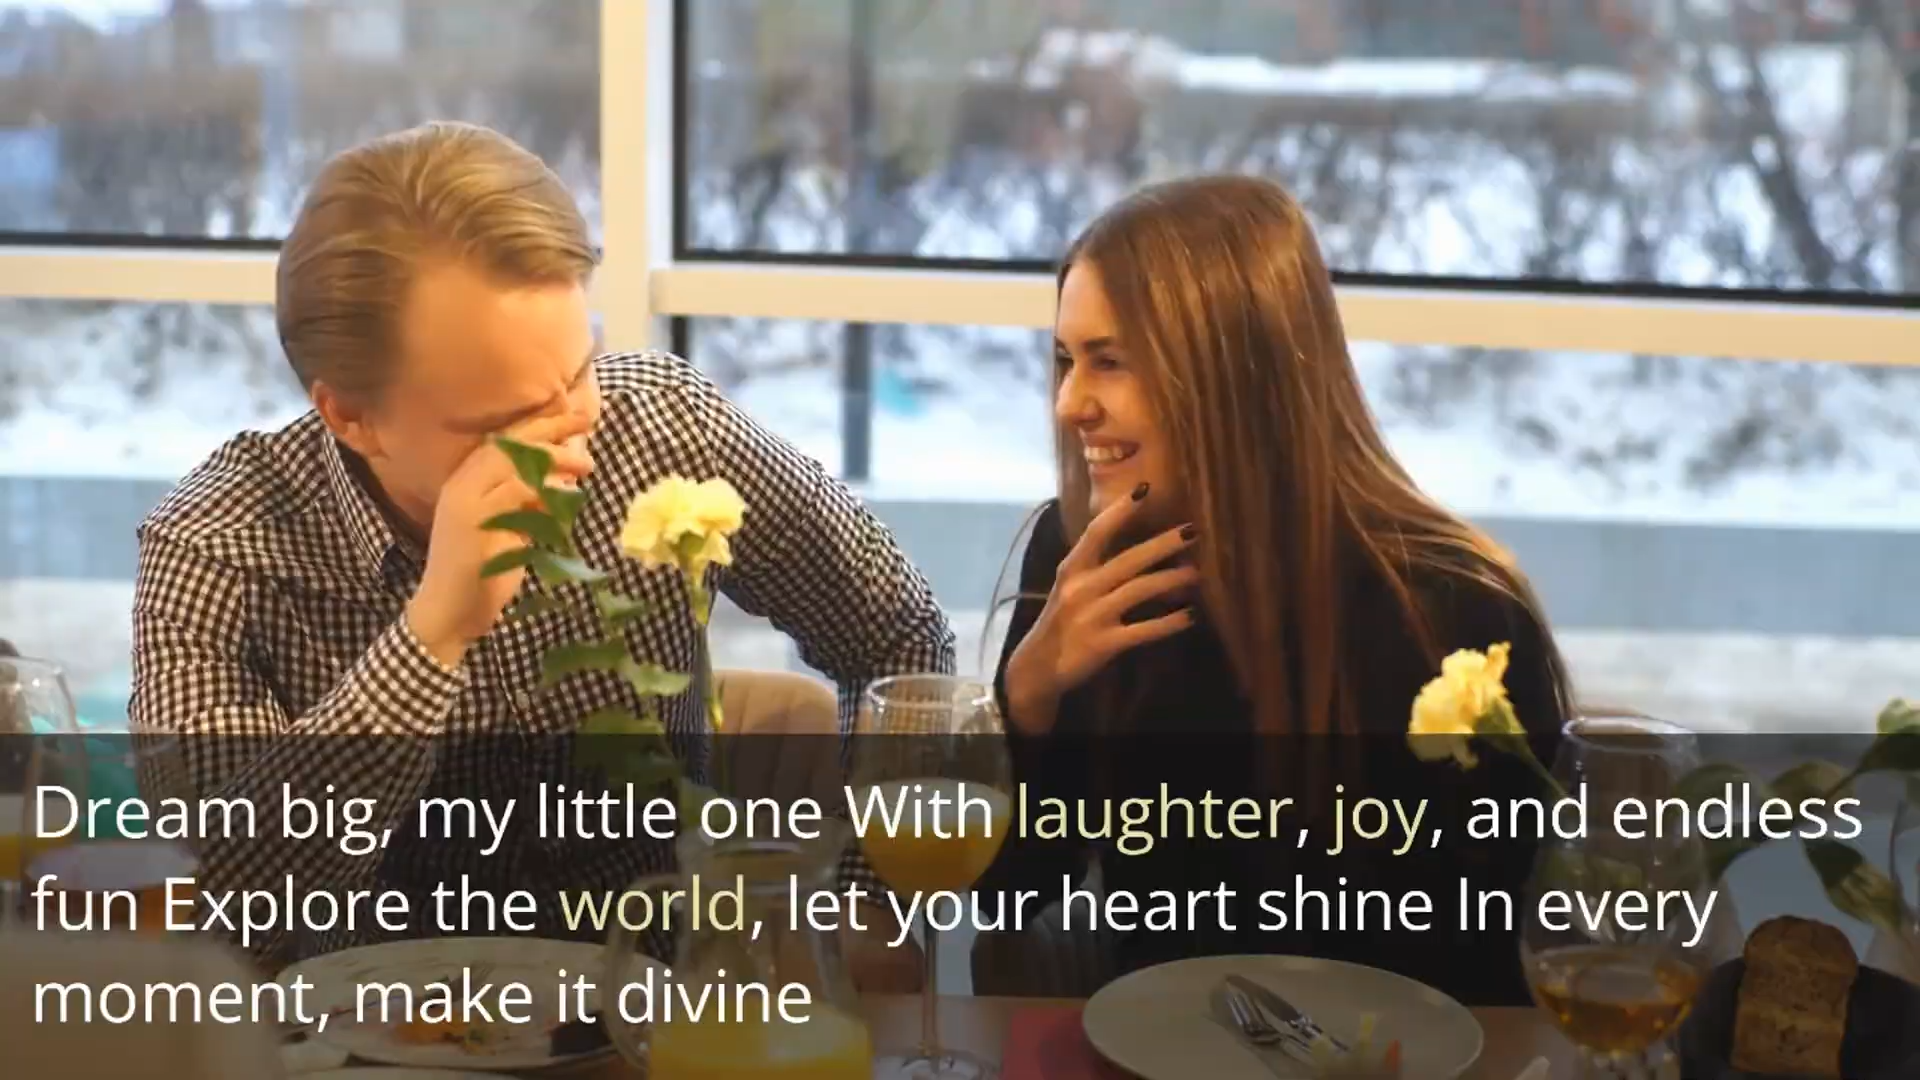 Dream big, my little one With laughter, joy, and endless
fun Explore the world, let your heart shine In every
moment, make it divine